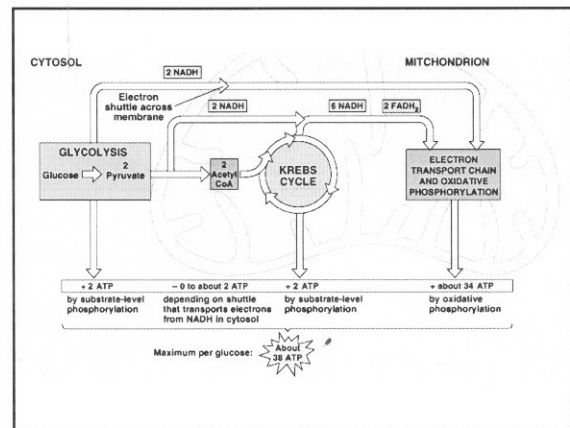 CYTOSOL
MITCHONDRION
2 NADH
Electron
shuttle across
membrane
2 NADH
6 NADH
2 FADH₂
GLYCOLYSIS
Glucose
2
Pyruvate
2
Acetyl
CoA
KREBS
CYCLE
ELECTRON
TRANSPORT CHAIN
AND OXIDATIVE
PHOSPHORYLATION
+ 2 ATP
by substrate-level
phosphorylation
– 0 to about 2 ATP
depending on shuttle
that transports electrons
from NADH in cytosol
+ 2 ATP
by substrate-level
phosphorylation
+ about 34 ATP
by oxidative
phosphorylation
Maximum per glucose:
About
38 ATP